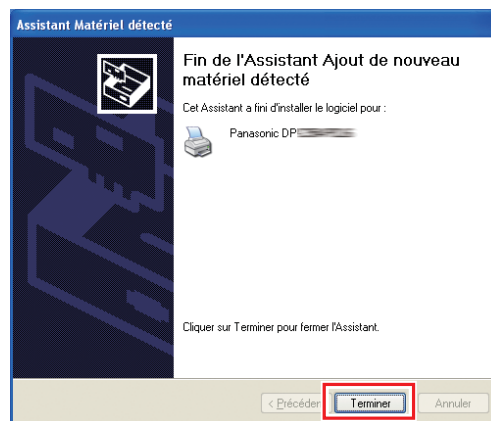 Assistant Matériel détecté
Fin de l'Assistant Ajout de nouveau
matériel détecté
Cet Assistant a fini d'installer le logiciel pour :
Panasonic DP
Cliquer sur Terminer pour fermer l'Assistant.
< Précéden
Terminer
Annuler